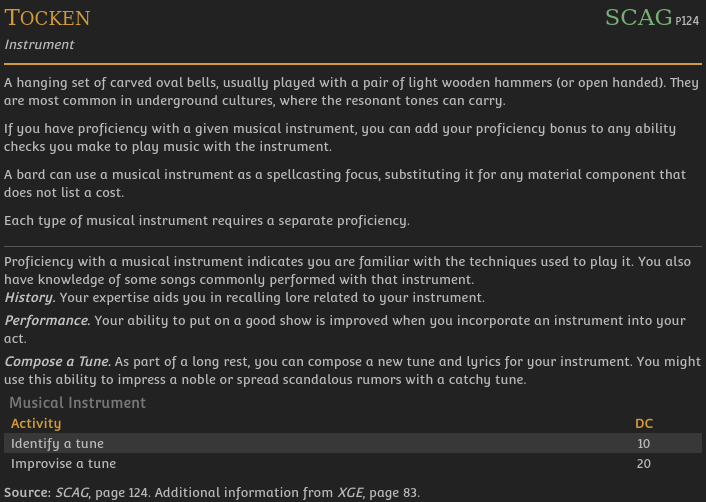 Tocken SCAG P124
Instrument
A hanging set of carved oval bells, usually played with a pair of light wooden hammers (or open handed). They
are most common in underground cultures, where the resonant tones can carry.
If you have proficiency with a given musical instrument, you can add your proficiency bonus to any ability
checks you make to play music with the instrument.
A bard can use a musical instrument as a spellcasting focus, substituting it for any material component that
does not list a cost.
Each type of musical instrument requires a separate proficiency.
Proficiency with a musical instrument indicates you are familiar with the techniques used to play it. You also
have knowledge of some songs commonly performed with that instrument.
History. Your expertise aids you in recalling lore related to your instrument.
Performance. Your ability to put on a good show is improved when you incorporate an instrument into your
act.
Compose a Tune. As part of a long rest, you can compose a new tune and lyrics for your instrument. You might
use this ability to impress a noble or spread scandalous rumors with a catchy tune.
Musical Instrument
Activity DC
Identify a tune 10
Improvise a tune 20
Source: SCAG, page 124. Additional information from XGE, page 83.